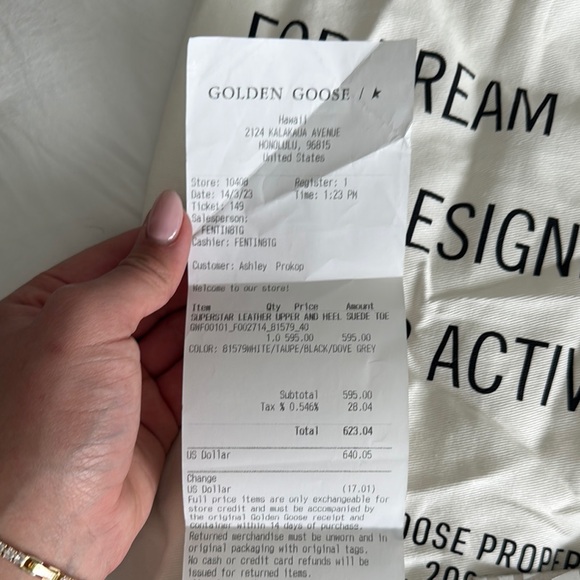 GOLDEN GOOSE / ★
Hawaii
2124 KALAKAUA AVENUE
HONOLULU, 96815
United States
Store: 10408 Register: 1
Date: 14/3/23 Time: 1:23 PM
Ticket: 149
Salesperson:
FENTINBTG
Cashier: FENTINBTG
Customer: Ashley Prokop
Welcome to our store!
Item Qty Price Amount
SUPERSTAR LEATHER UPPER AND HEEL SUEDE TOE
GWF00101_F002714_81579_40
1.0 595.00 595.00
COLOR: 81579WHITE/TAUPE/BLACK/DOVE GREY
Subtotal 595.00
Tax % 0.546% 28.04
Total 623.04
US Dollar 640.05
Change
US Dollar (17.01)
Full price items are only exchangeable for
store credit and must be accompanied by
the original Golden Goose receipt and
container within 14 days of purchase.
Returned merchandise must be unworn and in
original packaging with original tags.
No cash or credit card refunds will be
issued for returned items.
FOR DREAM
ESIGN
ACTIV
OOSE PROPER